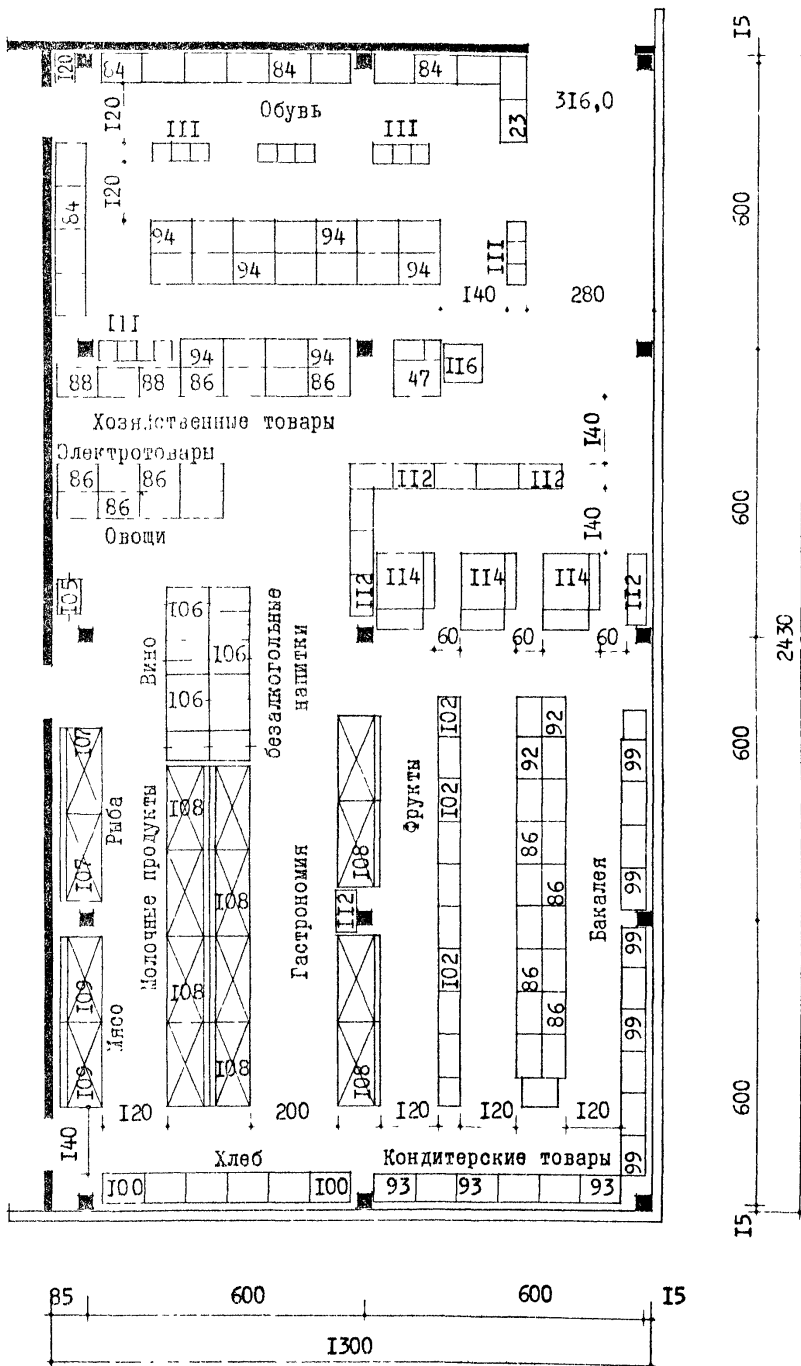 I20 84 84 84 I5
Обувь 316,0
I20 III III 23
I20
84 600
94 94
94 94 III
I40 280
III
94 94
88 88 86 86 47 II6
Хозяйственные товары I40
Электротовары
86 86 II2 II2
86 600
Овощи I40
I05 II2 II4 II4 II4 II2
60 60 60
Вино I06 безалкогольные
I06 напитки
I06
2430
I07 I02 92 92 99
Рыба Фрукты 600
I08 I02
I07 Молочные продукты I08 86
I08 II2 86 99
Гастрономия Бакалея
99
I09 I08 I02 86
Мясо 86 99
I09 I08 I08
I20 200 I20 I20 I20 600
I40
Хлеб Кондитерские товары 99
I00 I00 93 93 93
I5
85 600 600 I5
I300